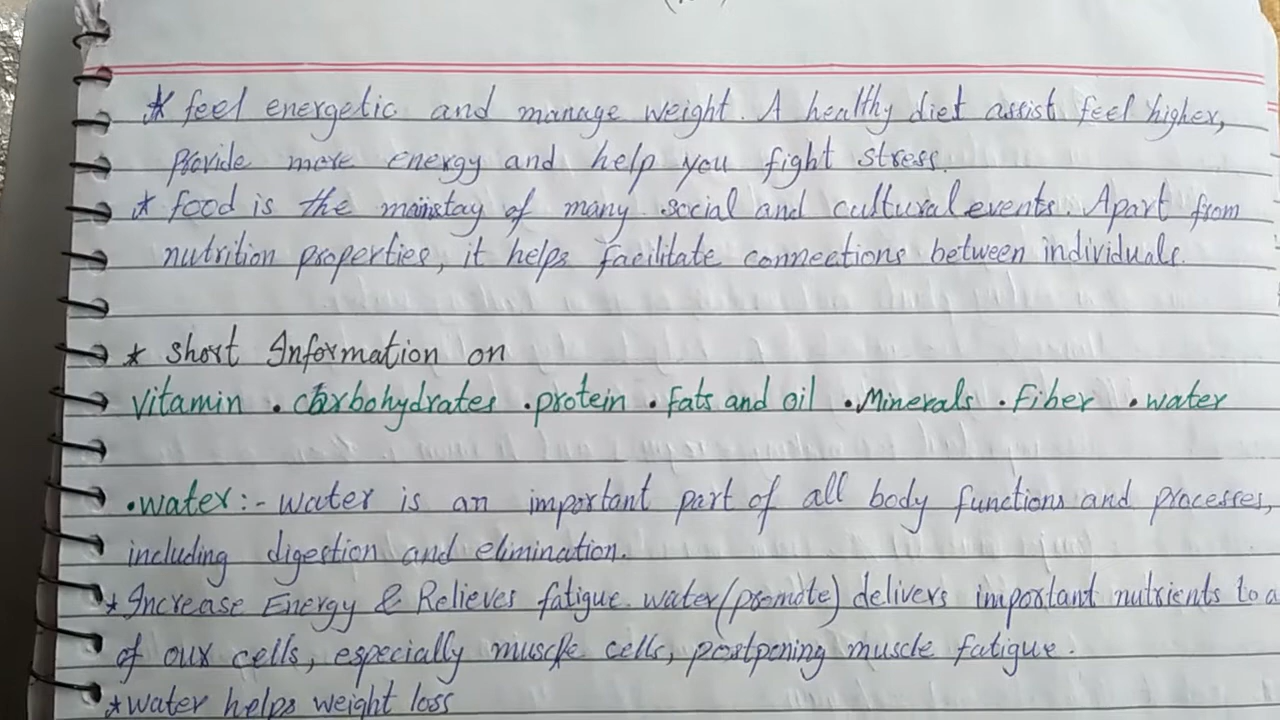 * feel energetic and manage weight. A healthy diet assist feel higher,
Provide more energy and help you fight stress.
* food is the mainstay of many social and cultural events. Apart from
nutrition properties, it helps facilitate connections between individuals.
* short Information on
Vitamin • carbohydrates • protein • Fats and oil • Minerals • Fiber • water
• water :- Water is an important part of all body functions and processes,
including digestion and elimination.
* Increase Energy & Relieves fatigue. water (promote) delivers important nutrients to a
of our cells, especially muscle cells, postponing muscle fatigue.
* water helps weight loss